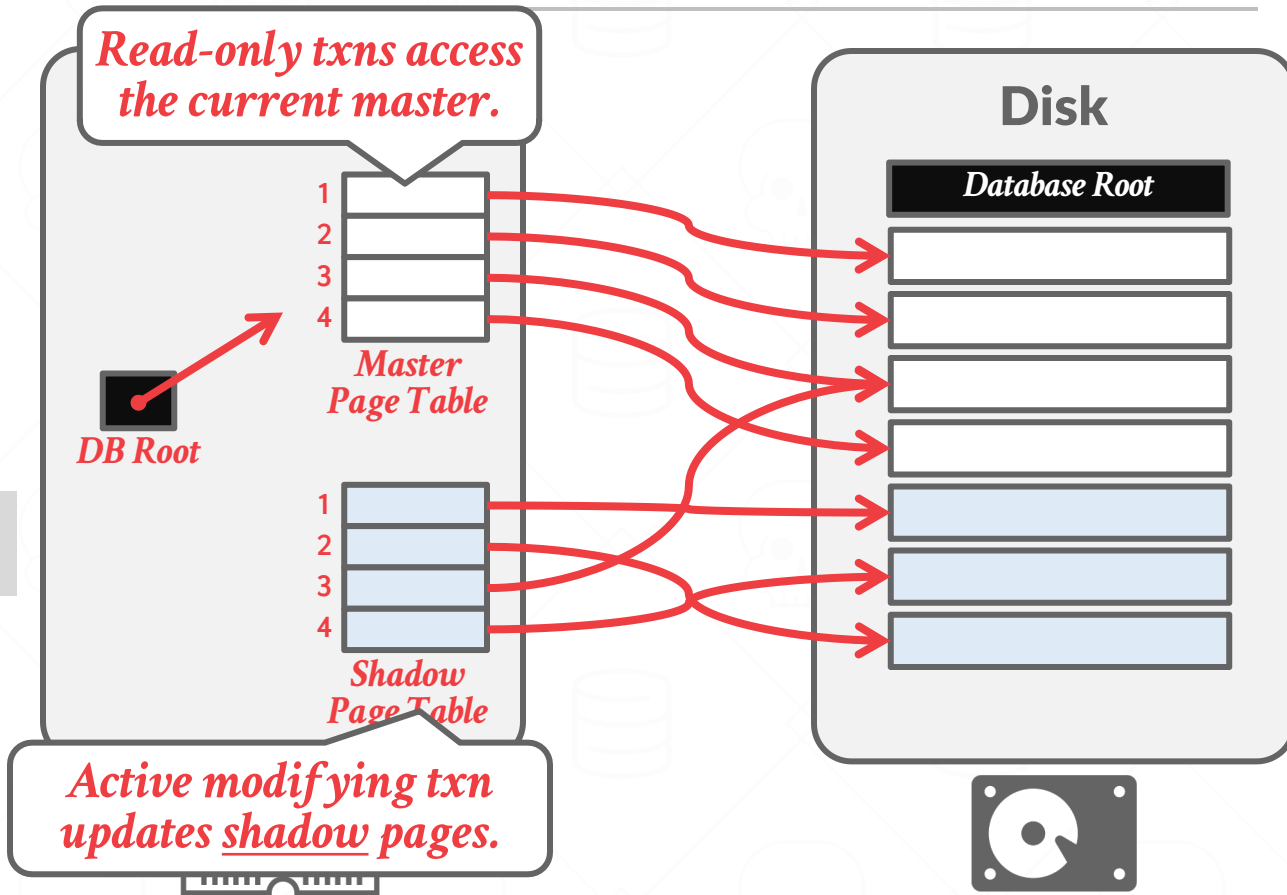 Read-only txns access
the current master.
1
2
3
4
Master
Page Table
DB Root
1
2
3
4
Shadow
Page Table
Active modifying txn
updates shadow pages.
Disk
Database Root